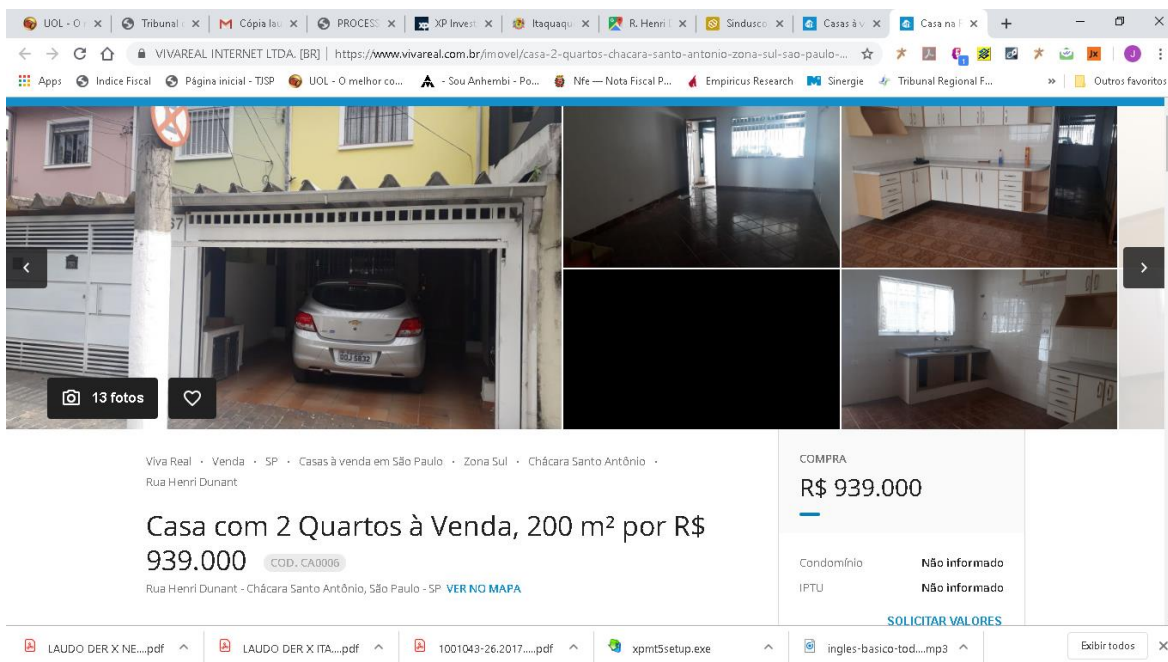 UOL - O r
Tribunal
Cópia lau
PROCESS
XP Invest
Itaquaqu
R. Henri
Sindusco
Casas à v
Casa na
VIVAREAL INTERNET LTDA. [BR] | https://www.vivareal.com.br/imovel/casa-2-quartos-chacara-santo-antonio-zona-sul-sao-paulo-...
Apps
Indice Fiscal
Página inicial - TJSP
UOL - O melhor co...
- Sou Anhembi - Po...
Nfe — Nota Fiscal P...
Empiricus Research
Sinergie
Tribunal Regional F...
»
Outros favoritos
67
13 fotos
Viva Real · Venda · SP · Casas à venda em São Paulo · Zona Sul · Chácara Santo Antônio ·
Rua Henri Dunant
Casa com 2 Quartos à Venda, 200 m² por R$
939.000 COD. CA0006
Rua Henri Dunant - Chácara Santo Antônio, São Paulo - SP VER NO MAPA
COMPRA
R$ 939.000
Condomínio Não informado
IPTU Não informado
SOLICITAR VALORES
LAUDO DER X NE....pdf
LAUDO DER X ITA....pdf
1001043-26.2017.....pdf
xpmt5setup.exe
ingles-basico-tod....mp3
Exibir todos